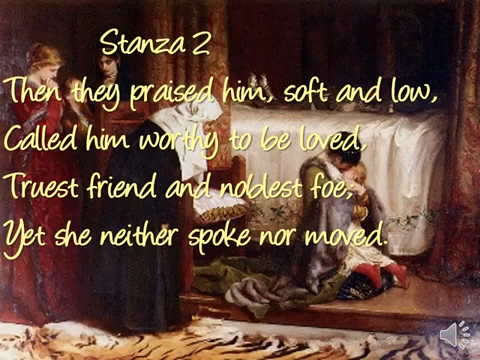 Stanza 2
Then they praised him, soft and low,
Called him worthy to be loved,
Truest friend and noblest foe;
Yet she neither spoke nor moved.